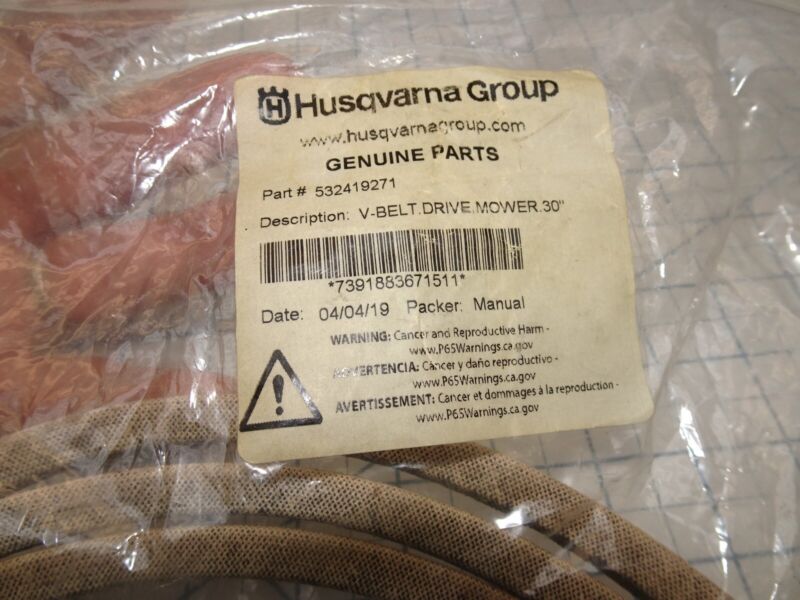 Husqvarna Group
www.husqvarnagroup.com
GENUINE PARTS
Part # 532419271
Description: V-BELT.DRIVE.MOWER.30"
*7391883671511*
Date: 04/04/19 Packer: Manual
WARNING: Cancer and Reproductive Harm -
www.P65Warnings.ca.gov
ADVERTENCIA: Càncer y daño reproductivo -
www.P65Warnings.ca.gov
AVERTISSEMENT: Cancer et dommages à la reproduction -
www.P65Warnings.ca.gov